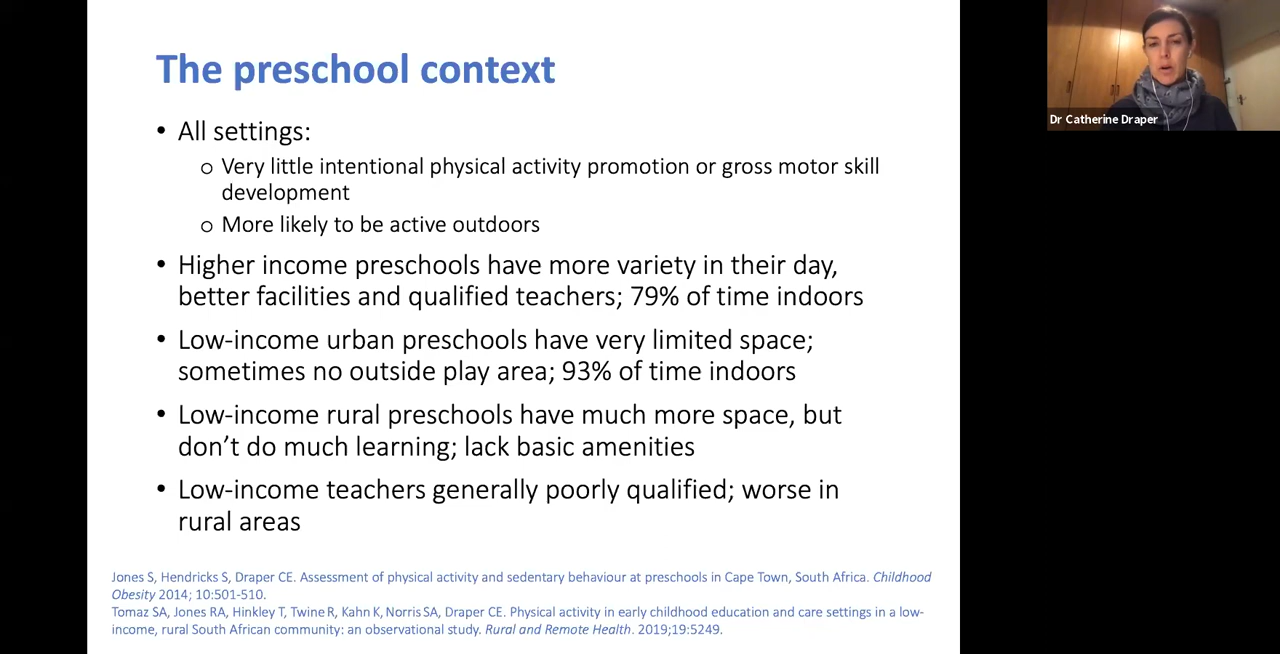 The preschool context
• All settings:
o Very little intentional physical activity promotion or gross motor skill
development
o More likely to be active outdoors
• Higher income preschools have more variety in their day,
better facilities and qualified teachers; 79% of time indoors
• Low-income urban preschools have very limited space;
sometimes no outside play area; 93% of time indoors
• Low-income rural preschools have much more space, but
don’t do much learning; lack basic amenities
• Low-income teachers generally poorly qualified; worse in
rural areas
Jones S, Hendricks S, Draper CE. Assessment of physical activity and sedentary behaviour at preschools in Cape Town, South Africa. Childhood
Obesity 2014; 10:501-510.
Tomaz SA, Jones RA, Hinkley T, Twine R, Kahn K, Norris SA, Draper CE. Physical activity in early childhood education and care settings in a low-
income, rural South African community: an observational study. Rural and Remote Health. 2019;19:5249.
Dr Catherine Draper